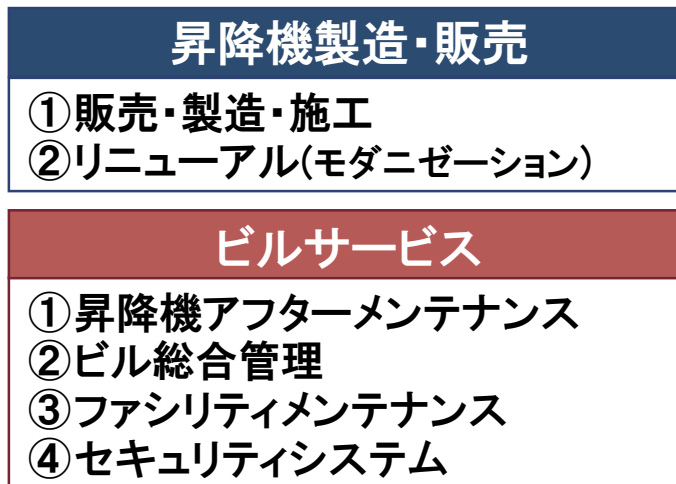 昇降機製造・販売
①販売・製造・施工
②リニューアル(モダニゼーション)
ビルサービス
①昇降機アフターメンテナンス
②ビル総合管理
③ファシリティメンテナンス
④セキュリティシステム